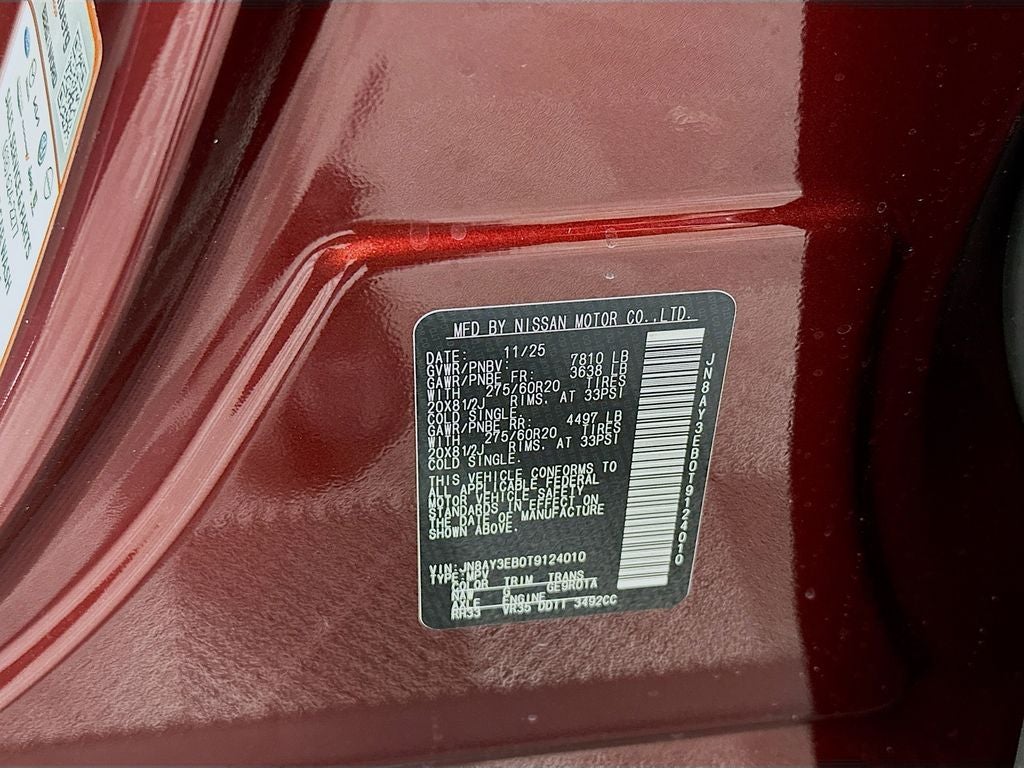 MFD BY NISSAN MOTOR CO.,LTD.
DATE: 11/25
GVWR/PNBV: 7810 LB
GAWR/PNBE FR: 3638 LB
WITH 275/60R20 TIRES
20X81/2J RIMS. AT 33PSI
COLD SINGLE.
GAWR/PNBE RR: 4497 LB
WITH 275/60R20 TIRES
20X81/2J RIMS. AT 33PSI
COLD SINGLE.
THIS VEHICLE CONFORMS TO
ALL APPLICABLE FEDERAL
MOTOR VEHICLE SAFETY
STANDARDS IN EFFECT ON
THE DATE OF MANUFACTURE
SHOWN ABOVE.
VIN:JN8AY3EB0T9124010
TYPE:MPV
COLOR TRIM TRANS
NAW G GE9R01A
AXLE ENGINE
RH33 VR35 DDTT 3492CC
JN8AY3EB0T9124010